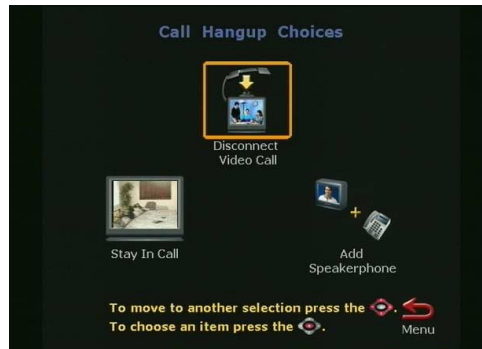 Call Hangup Choices
Disconnect
Video Call
Stay In Call
Add
Speakerphone
To move to another selection press the .
To choose an item press the .
Menu